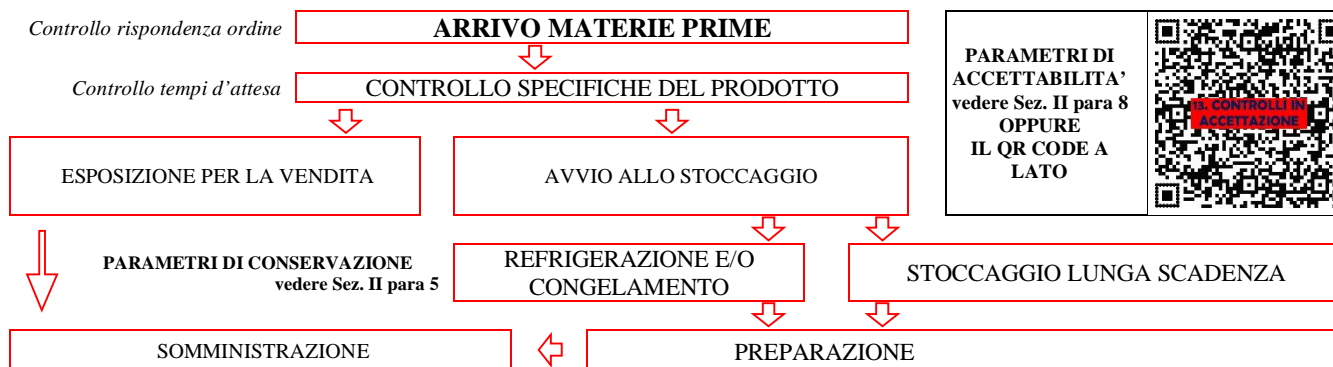 Controllo rispondenza ordine
ARRIVO MATERIE PRIME
Controllo tempi d'attesa
CONTROLLO SPECIFICHE DEL PRODOTTO
PARAMETRI DI
ACCETTABILITA’
vedere Sez. II para 8
OPPURE
IL QR CODE A
LATO
13. CONTROLLI IN
ACCETTAZIONE
ESPOSIZIONE PER LA VENDITA
AVVIO ALLO STOCCAGGIO
PARAMETRI DI CONSERVAZIONE
vedere Sez. II para 5
REFRIGERAZIONE E/O
CONGELAMENTO
STOCCAGGIO LUNGA SCADENZA
SOMMINISTRAZIONE
PREPARAZIONE